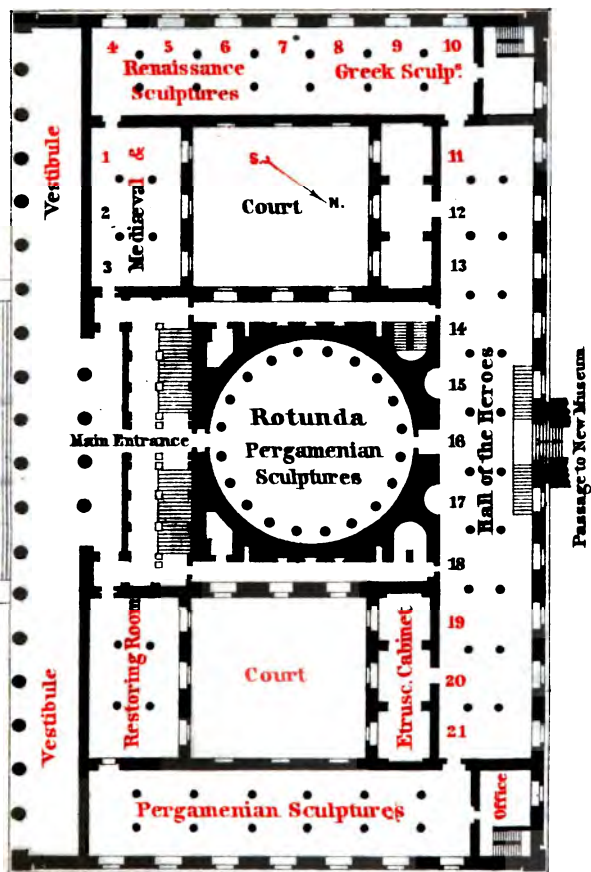 4 5 6 7 8 9 10
Renaissance
Sculptures
Greek Sculpn.
Vestibule
1
2
3
Mediæval &
S.
N.
Court
11
12
13
14
15
16
17
18
19
20
21
Hall of the Heroes
Passage to New Museum
Main Entrance
Rotunda
Pergamenian
Sculptures
Vestibule
Restoring Room
Court
Etrusc. Cabinet
Pergamenian Sculptures
Office